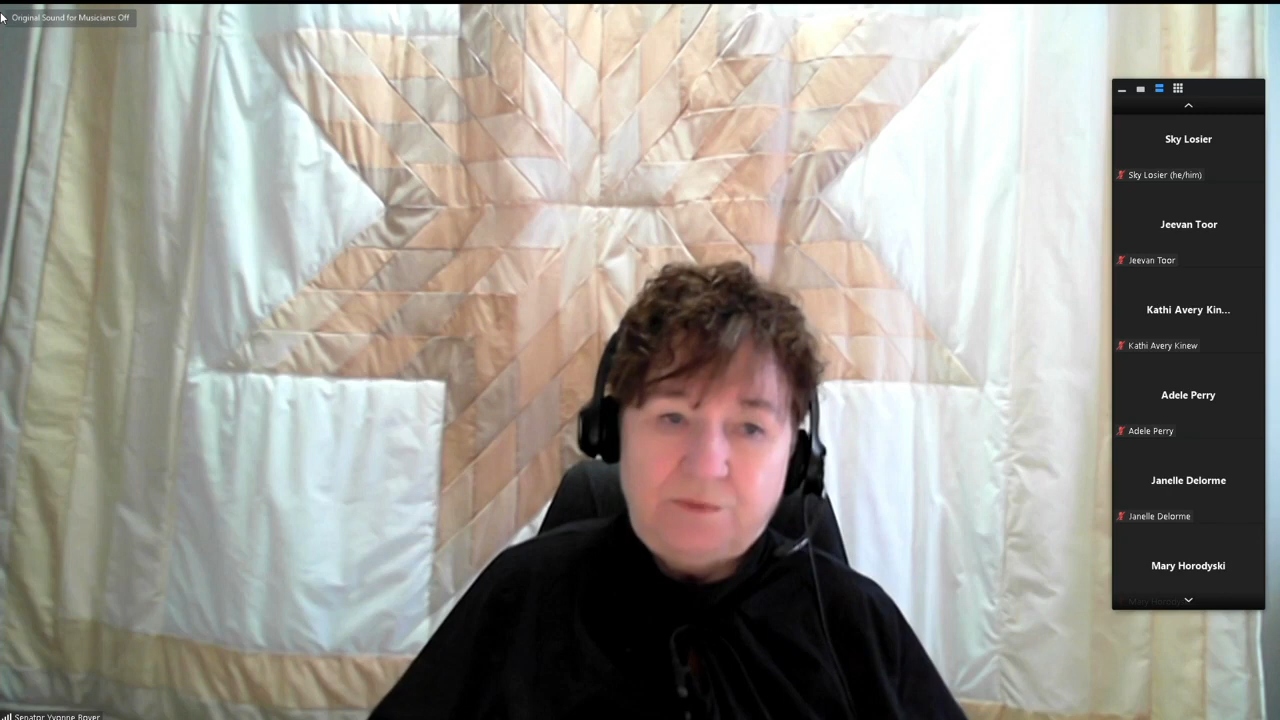 Original Sound for Musicians: Off
Sky Losier
Sky Losier (he/him)
Jeevan Toor
Jeevan Toor
Kathi Avery Kin...
Kathi Avery Kinew
Adele Perry
Adele Perry
Janelle Delorme
Janelle Delorme
Mary Horodyski
Senator Yvonne Boyer